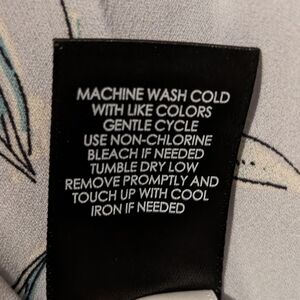 MACHINE WASH COLD
WITH LIKE COLORS
GENTLE CYCLE
USE NON-CHLORINE
BLEACH IF NEEDED
TUMBLE DRY LOW
REMOVE PROMPTLY AND
TOUCH UP WITH COOL
IRON IF NEEDED